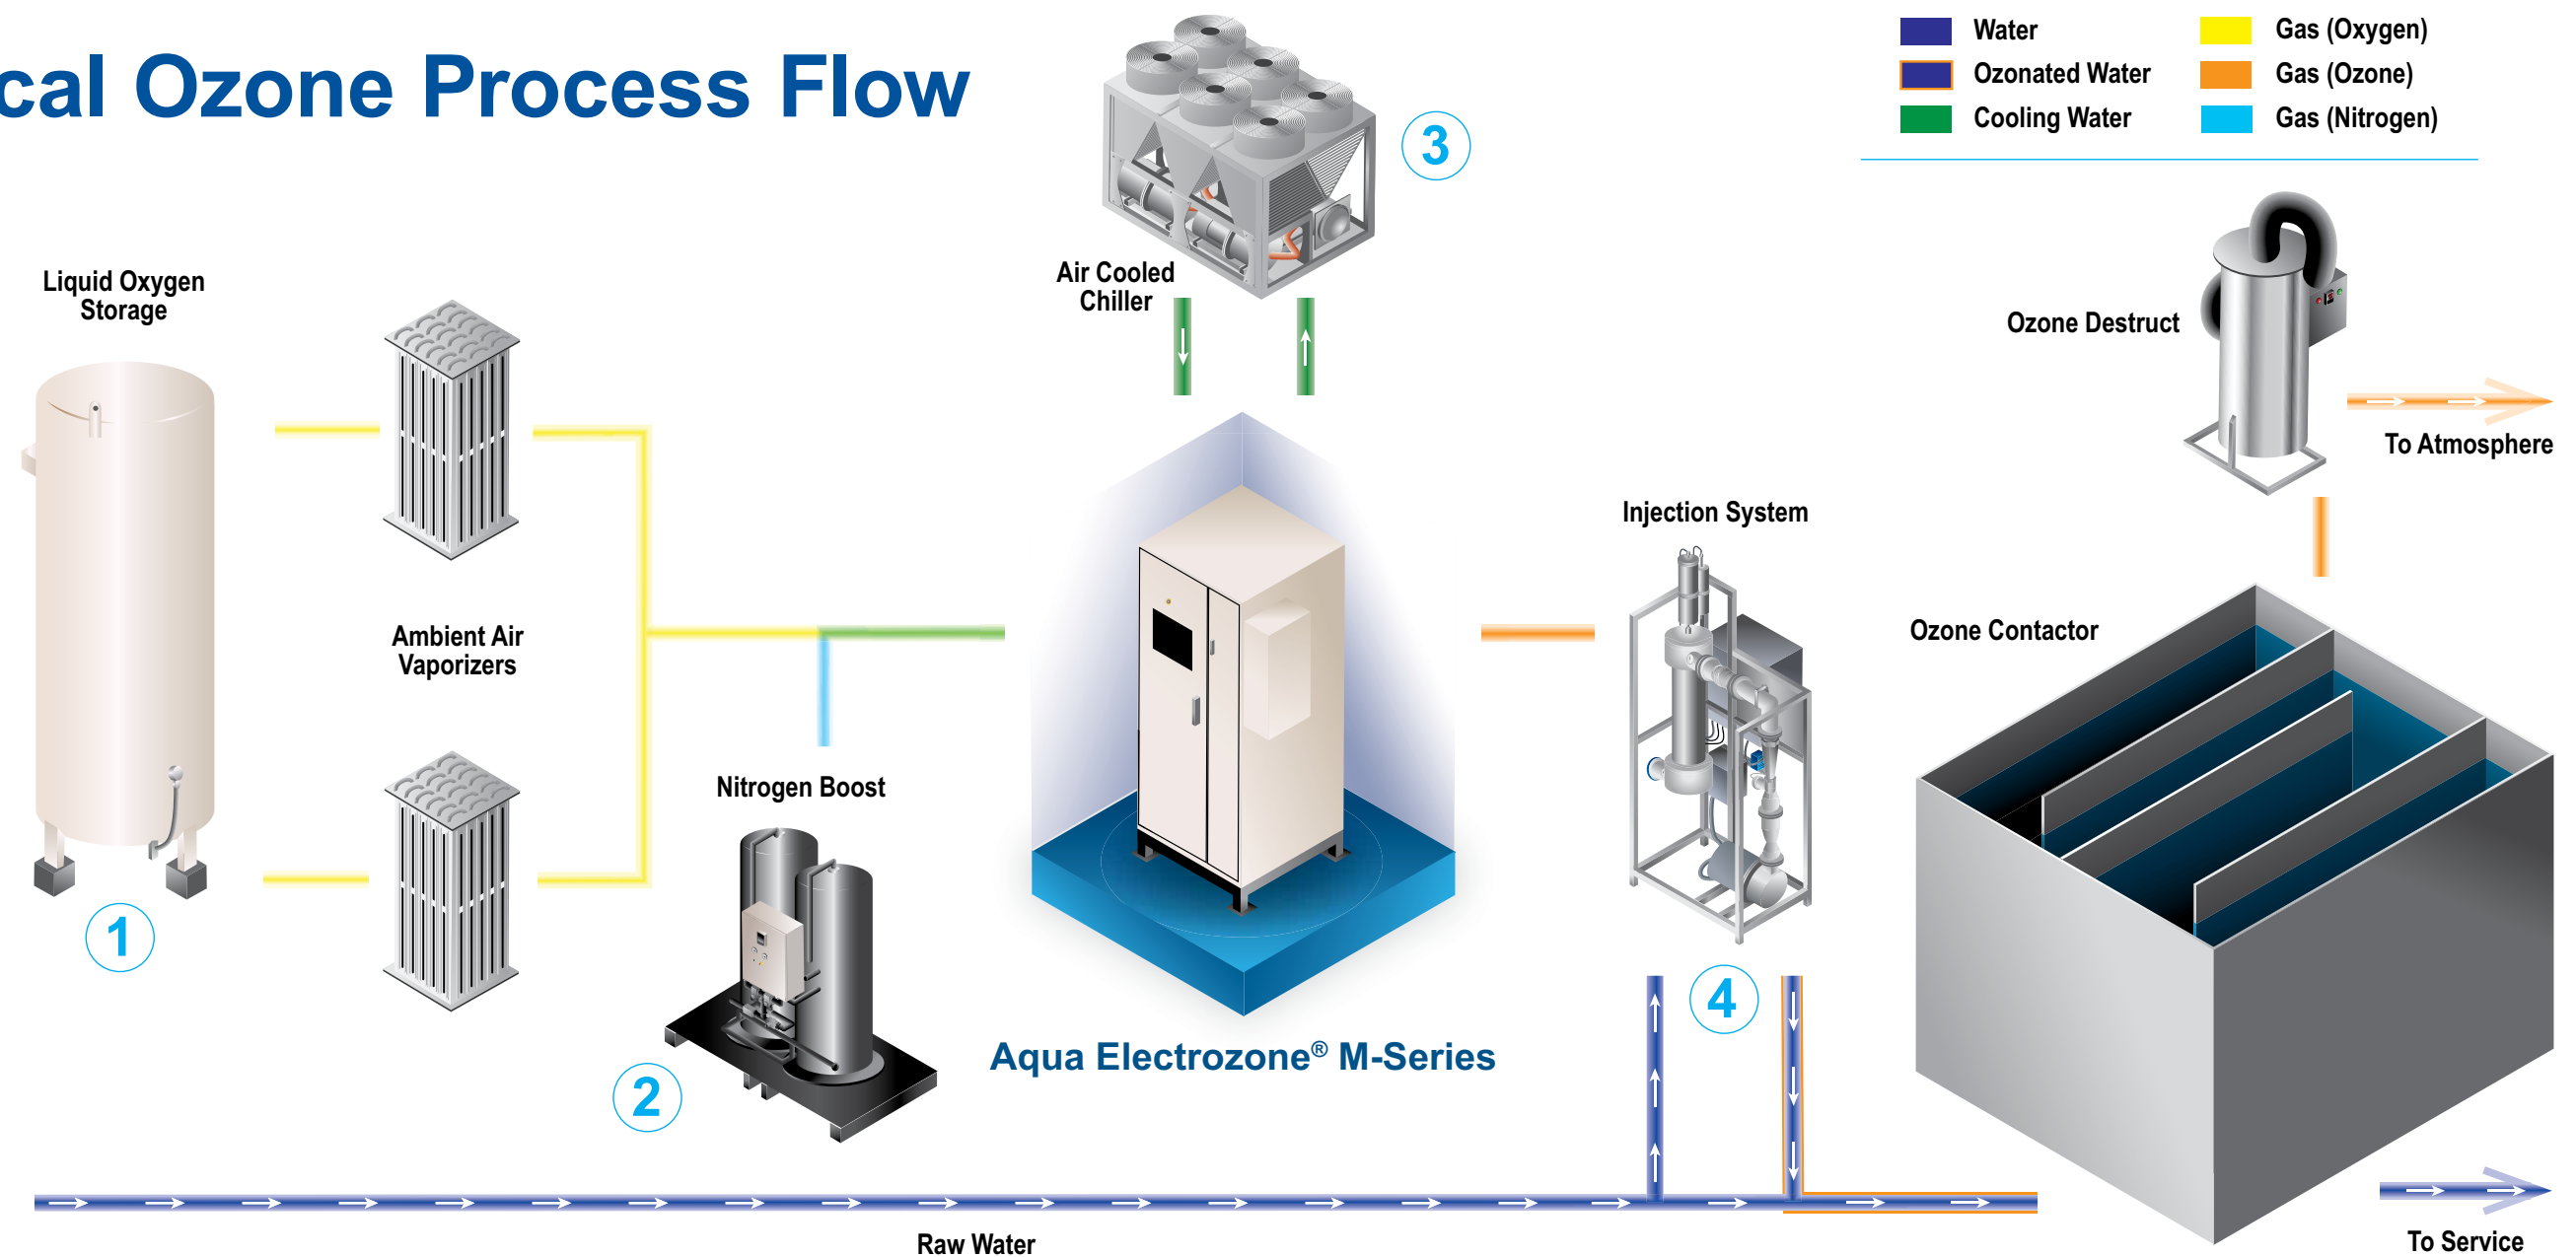 cal Ozone Process Flow
Water
Ozonated Water
Cooling Water
Gas (Oxygen)
Gas (Ozone)
Gas (Nitrogen)
3
Air Cooled
Chiller
Liquid Oxygen
Storage
Ozone Destruct
To Atmosphere
Injection System
Ambient Air
Vaporizers
Ozone Contactor
Nitrogen Boost
1
4
Aqua Electrozone® M-Series
2
Raw Water
To Service